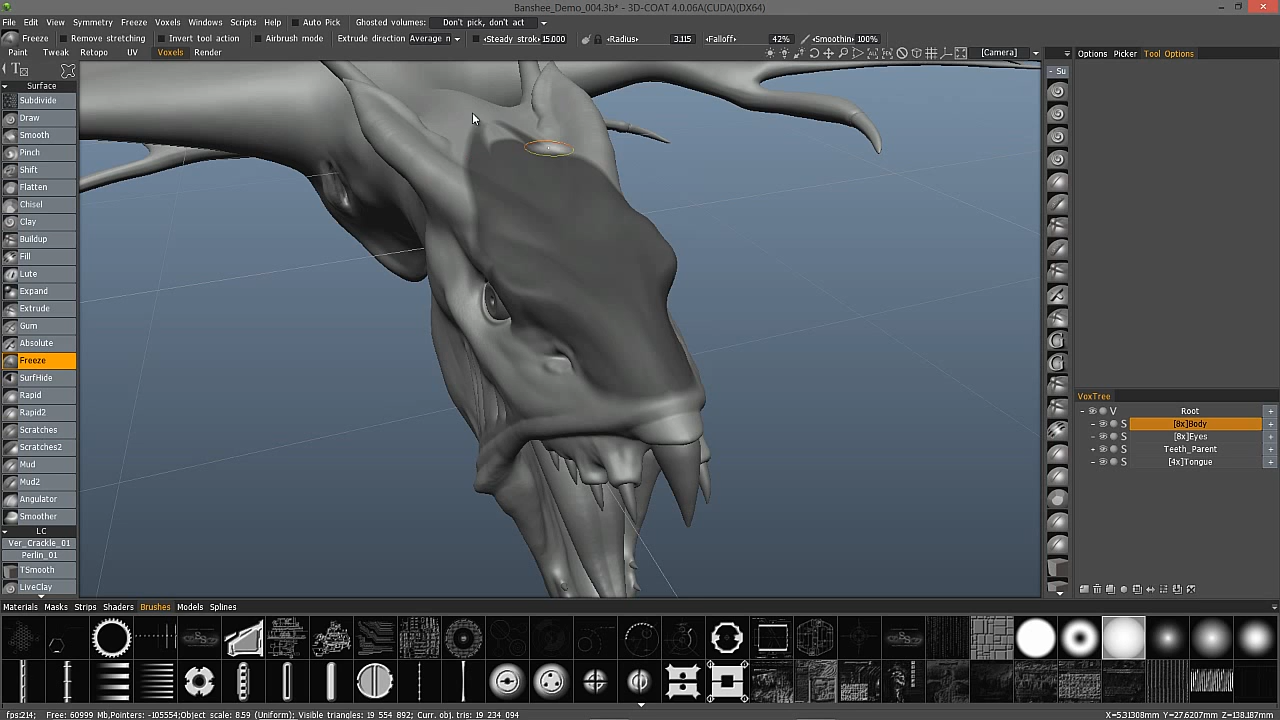 Banshee_Demo_004.3b* - 3D-COAT 4.0.06A(CUDA)(DX64)
File Edit View Symmetry Freeze Voxels Windows Scripts Help Auto Pick Ghosted volumes: Don't pick, don't act
Freeze Remove stretching Invert tool action Airbrush mode Extrude direction Average n Steady strok 15.000 Radius 3.115 Falloff 42% Smoothin 100%
Paint Tweak Retopo UV Voxels Render [Camera] Options Picker Tool Options
Surface
- Su
Subdivide
Draw
Smooth
Pinch
Shift
Flatten
Chisel
Clay
Buildup
Fill
Lute
Expand
Extrude
Gum
Absolute
Freeze
SurfHide
Rapid
Rapid2
Scratches
Scratches2
Mud
Mud2
Angulator
Smoother
LC
Ver_Crackle_01
Perlin_01
TSmooth
LiveClay
VoxTree
- V Root +
- S [8x]Body +
- S [8x]Eyes +
+ S Teeth_Parent +
- S [4x]Tongue +
Materials Masks Strips Shaders Brushes Models Splines
fps:214; Free: 60999 Mb,Pointers: -105554;Object scale: 8.59 (Uniform); Visible triangles: 19 554 892; Curr. obj. tris: 19 234 094 X=5.31308mm Y=27.6207mm Z=138.187mm